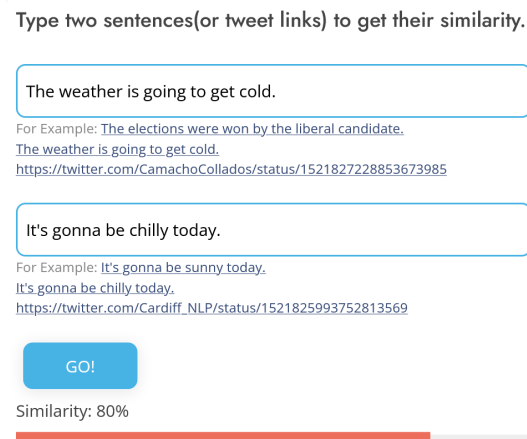 Type two sentences(or tweet links) to get their similarity.
The weather is going to get cold.
For Example: The elections were won by the liberal candidate.
The weather is going to get cold.
https://twitter.com/CamachoCollados/status/1521827228853673985
It's gonna be chilly today.
For Example: It's gonna be sunny today.
It's gonna be chilly today.
https://twitter.com/Cardiff_NLP/status/1521825993752813569
GO!
Similarity: 80%